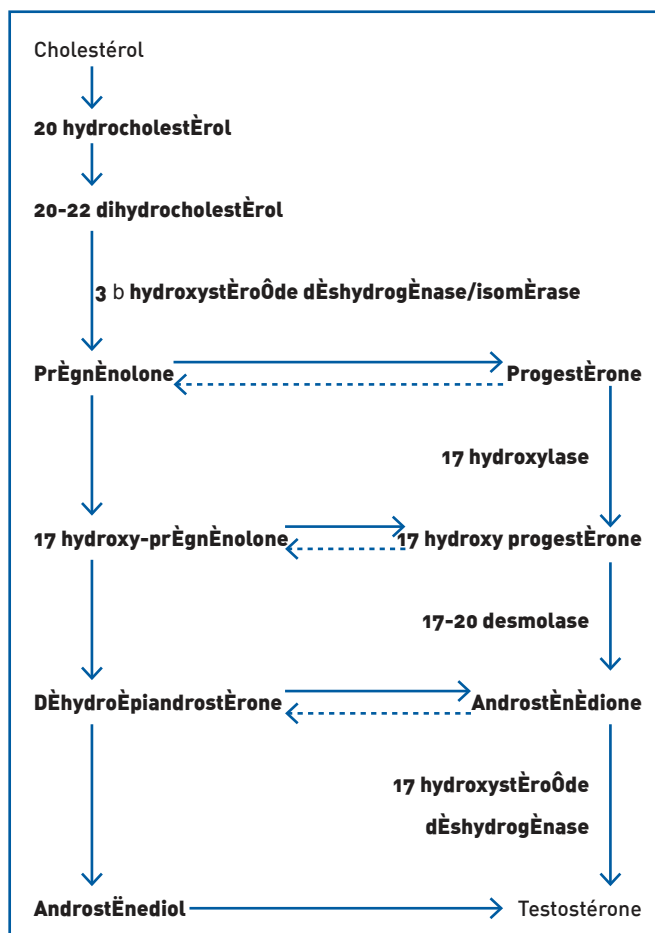 Cholestérol
20 hydrocholestÈrol
20-22 dihydrocholestÈrol
3 b hydroxystÈroÔde dÈshydrogÈnase/isomÈrase
PrÈgnÈnolone ProgestÈrone
17 hydroxylase
17 hydroxy-prÈgnÈnolone 17 hydroxy progestÈrone
17-20 desmolase
DÈhydroÈpiandrostÈrone AndrostÈnÈdione
17 hydroxystÈroÔde
dÈshydrogÈnase
AndrostËnediol Testostérone